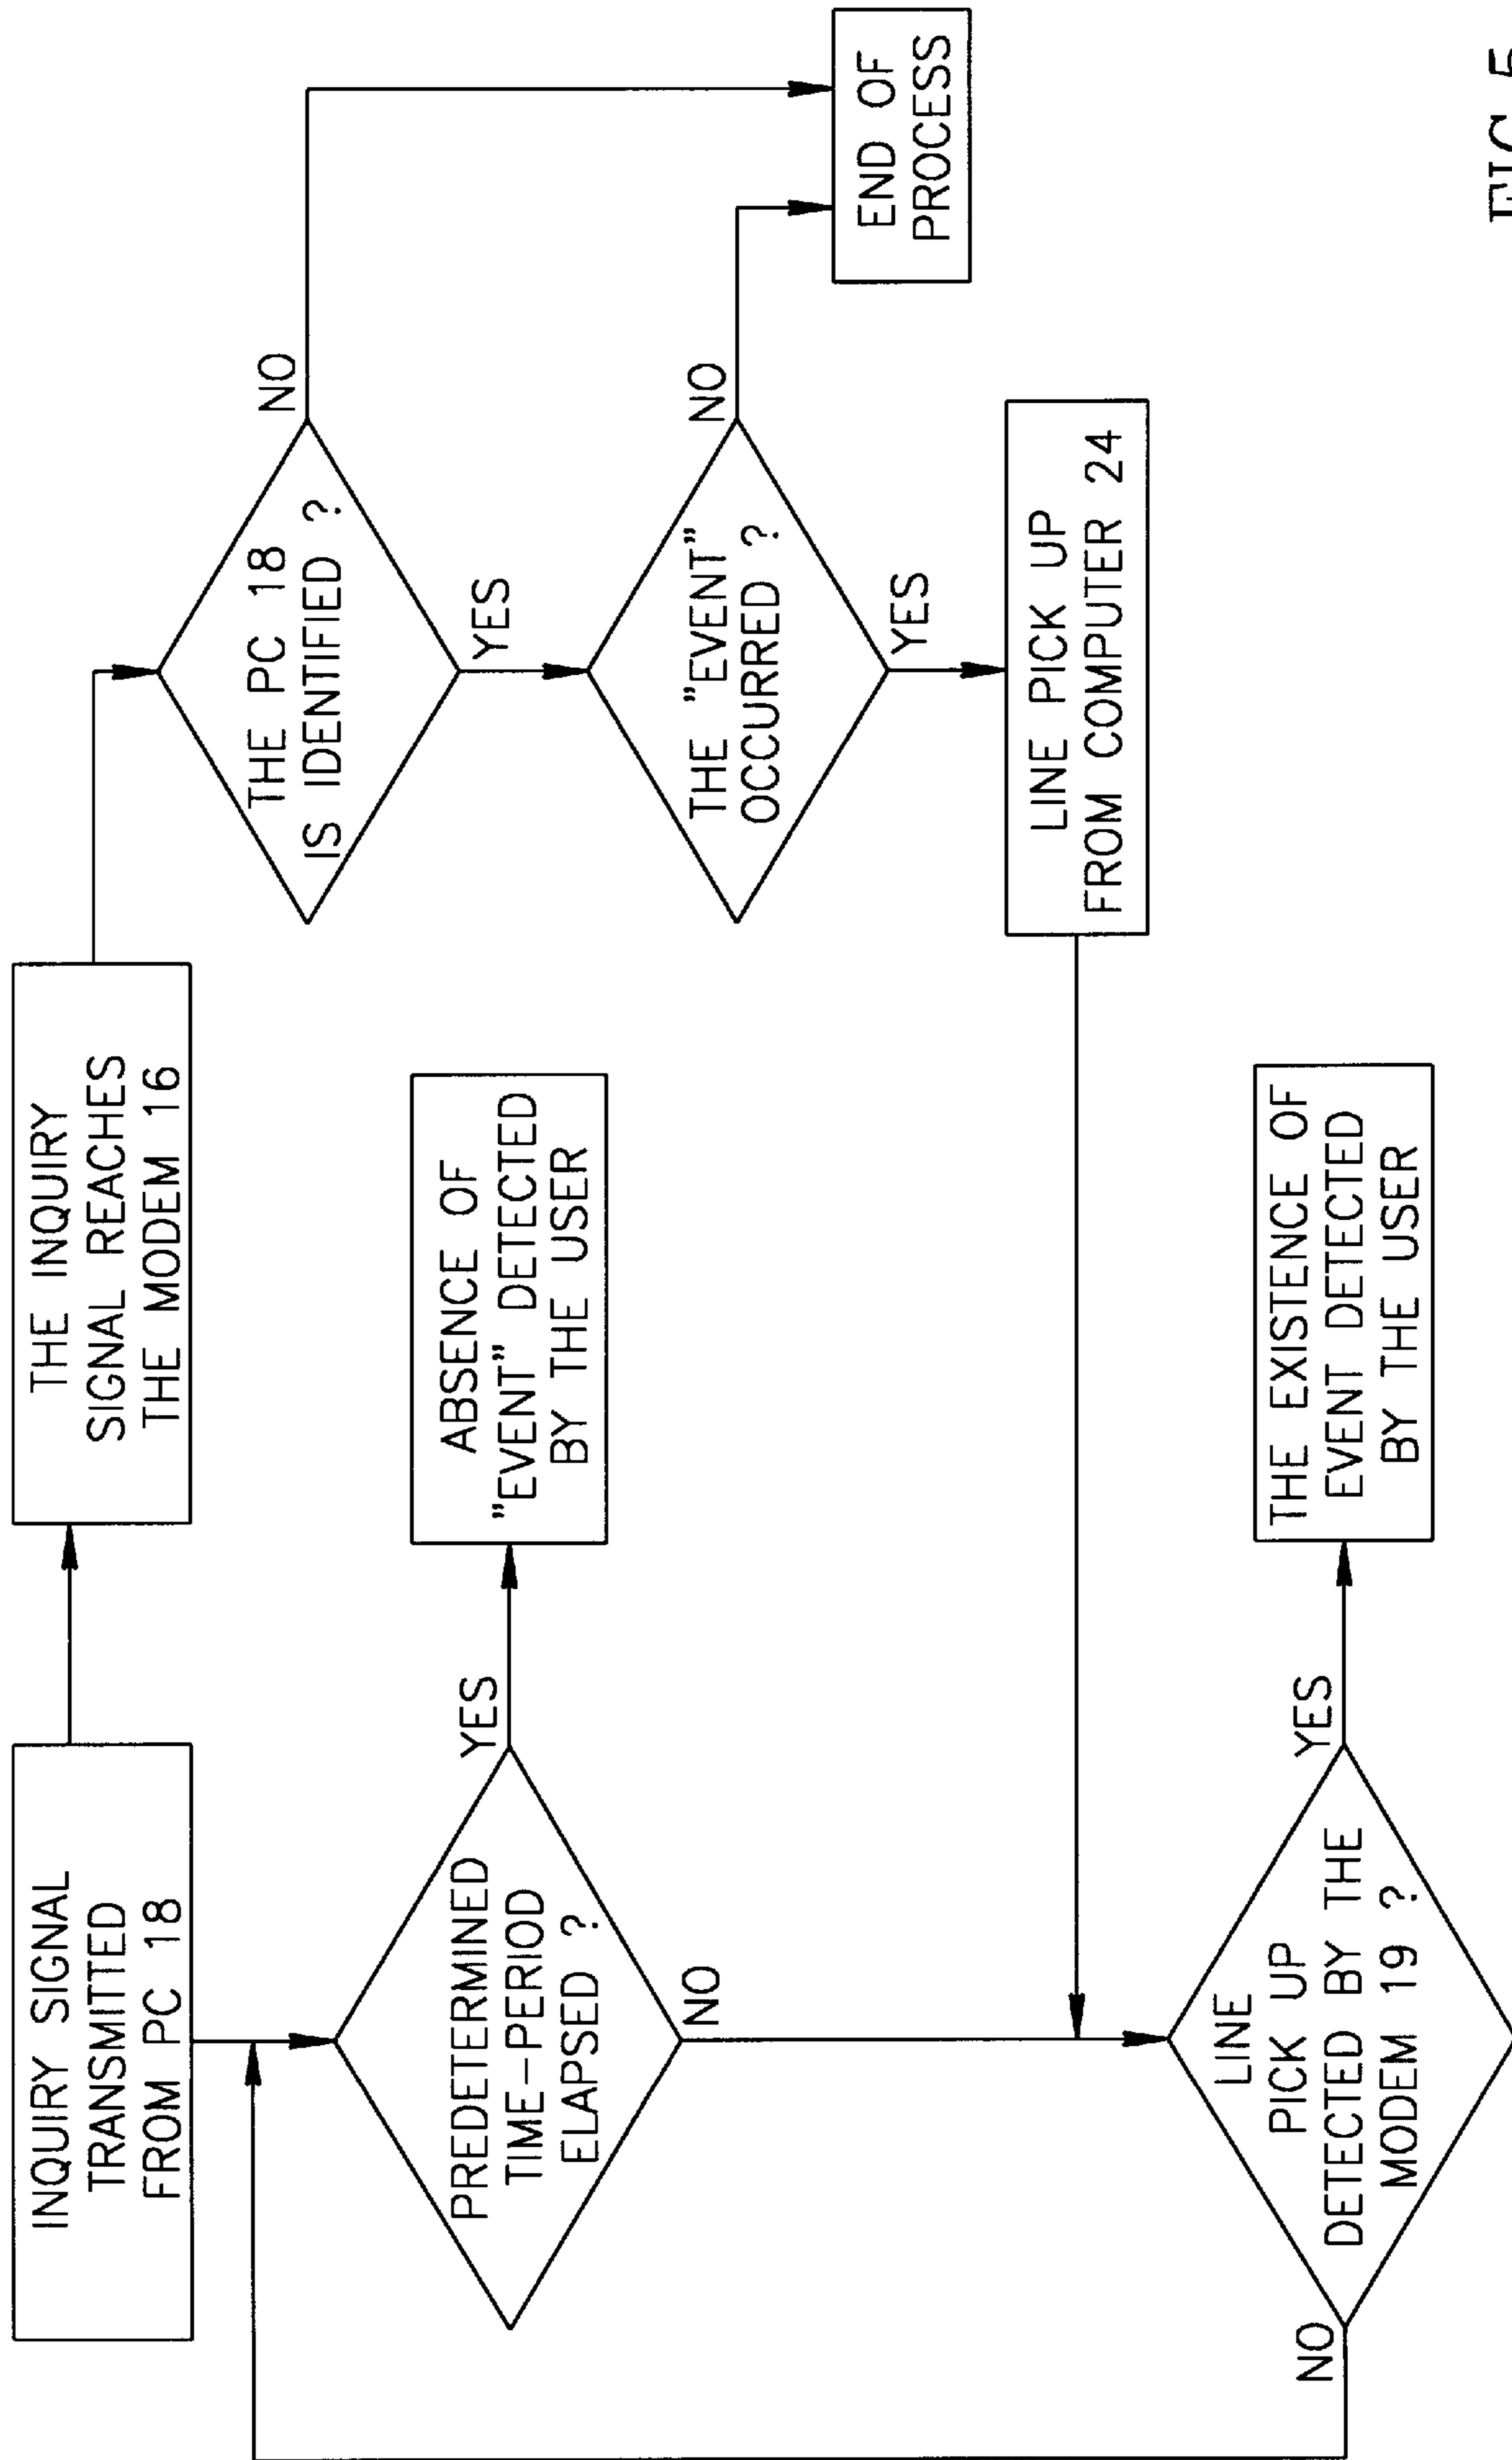 INQUIRY SIGNAL
TRANSMITTED
FROM PC 18
THE INQUIRY
SIGNAL REACHES
THE MODEM 16
THE PC 18
IS IDENTIFIED ?
NO
YES
PREDETERMINED
TIME-PERIOD
ELAPSED ?
YES
NO
ABSENCE OF
"EVENT" DETECTED
BY THE USER
THE "EVENT"
OCCURRED ?
NO
YES
END OF
PROCESS
LINE PICK UP
FROM COMPUTER 24
LINE
PICK UP
DETECTED BY THE
MODEM 19 ?
NO
YES
THE EXISTENCE OF
EVENT DETECTED
BY THE USER
FIG.5